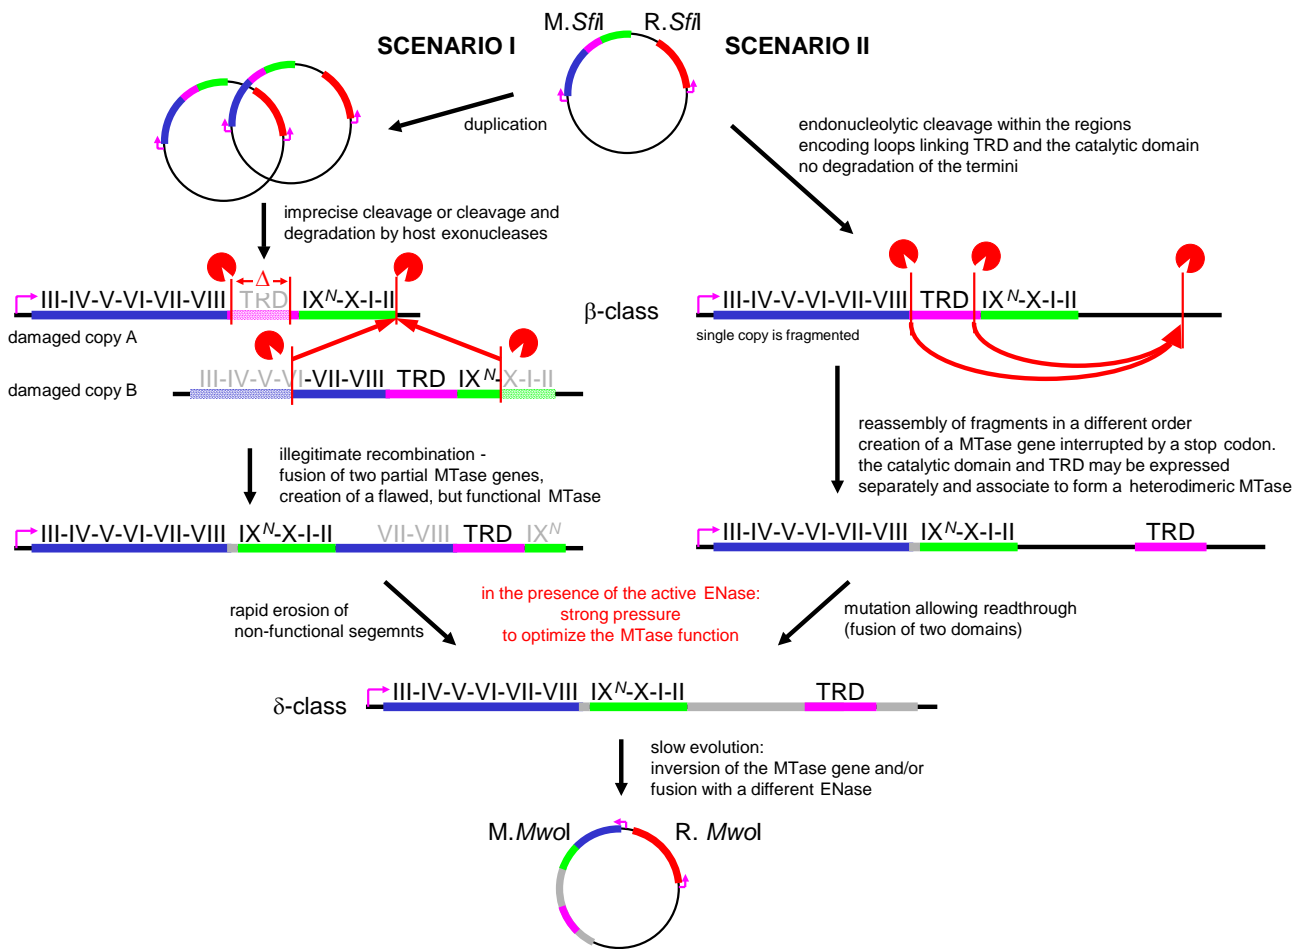 M.SfiI R.SfiI
SCENARIO I
SCENARIO II
duplication
endonucleolytic cleavage within the regions
encoding loops linking TRD and the catalytic domain
no degradation of the termini
imprecise cleavage or cleavage and
degradation by host exonucleases
Δ
III-IV-V-VI-VII-VIII TRD IXN-X-I-II
damaged copy A
III-IV-V-VI-VII-VIII TRD IXN-X-I-II
damaged copy B
β-class
III-IV-V-VI-VII-VIII TRD IXN-X-I-II
single copy is fragmented
illegitimate recombination -
fusion of two partial MTase genes,
creation of a flawed, but functional MTase
reassembly of fragments in a different order
creation of a MTase gene interrupted by a stop codon.
the catalytic domain and TRD may be expressed
separately and associate to form a heterodimeric MTase
III-IV-V-VI-VII-VIII IXN-X-I-II VII-VIII TRD IXN
III-IV-V-VI-VII-VIII IXN-X-I-II TRD
rapid erosion of
non-functional segemnts
in the presence of the active ENase:
strong pressure
to optimize the MTase function
mutation allowing readthrough
(fusion of two domains)
δ-class
III-IV-V-VI-VII-VIII IXN-X-I-II TRD
slow evolution:
inversion of the MTase gene and/or
fusion with a different ENase
M.MwoI R. MwoI